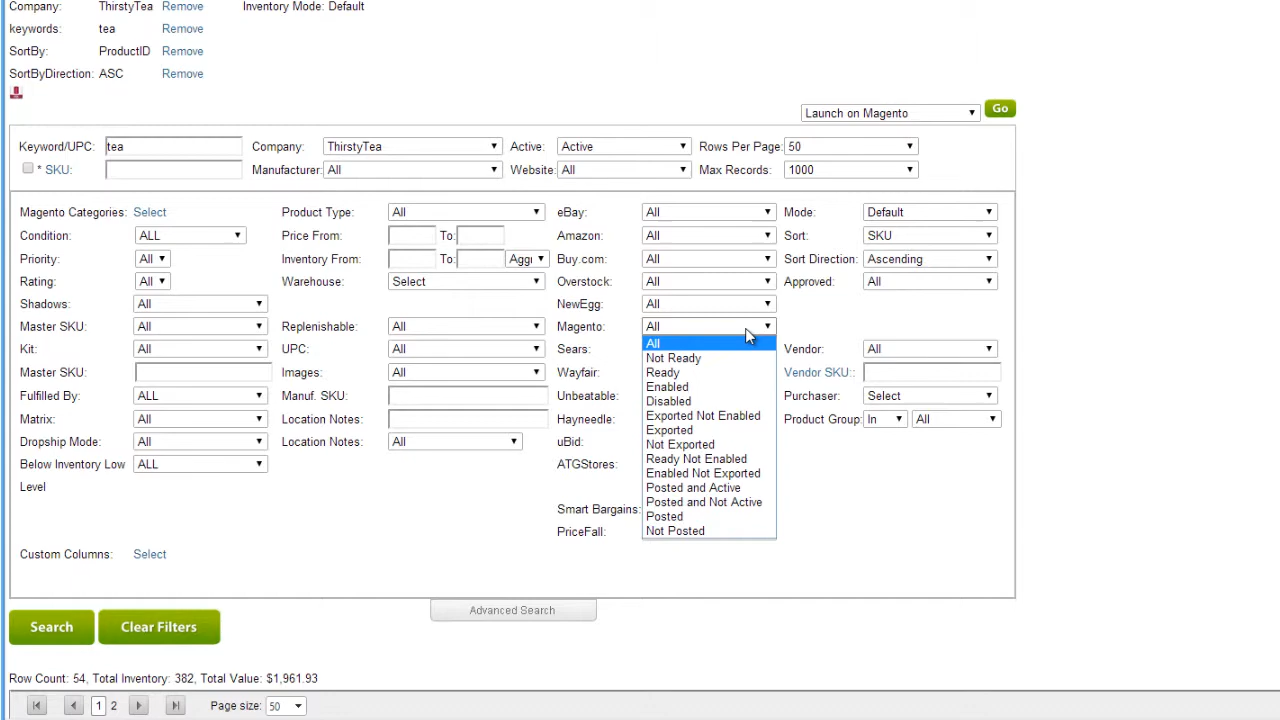 Company: ThirstyTea Remove Inventory Mode: Default
keywords: tea Remove
SortBy: ProductID Remove
SortByDirection: ASC Remove
Launch on Magento Go
Keyword/UPC: tea Company: ThirstyTea Active: Active Rows Per Page: 50
* SKU: Manufacturer: All Website: All Max Records: 1000
Magento Categories: Select Product Type: All eBay: All Mode: Default
Condition: ALL Price From: To: Amazon: All Sort: SKU
Priority: All Inventory From: To: Aggr Buy.com: All Sort Direction: Ascending
Rating: All Warehouse: Select Overstock: All Approved: All
Shadows: All NewEgg: All
Master SKU: All Replenishable: All Magento: All
All
Kit: All UPC: All Sears: Vendor: All
Not Ready
Master SKU: Images: All Wayfair: Ready Vendor SKU::
Enabled
Fulfilled By: ALL Manuf. SKU: Unbeatable: Disabled Purchaser: Select
Matrix: All Location Notes: Hayneedle: Exported Not Enabled Product Group: In All
Exported
Dropship Mode: All Location Notes: All uBid: Not Exported
Below Inventory Low ALL ATGStores: Ready Not Enabled
Enabled Not Exported
Level Posted and Active
Smart Bargains: Posted and Not Active
Posted
PriceFall: Not Posted
Custom Columns: Select
Advanced Search
Search Clear Filters
Row Count: 54, Total Inventory: 382, Total Value: $1,961.93
1 2 Page size: 50